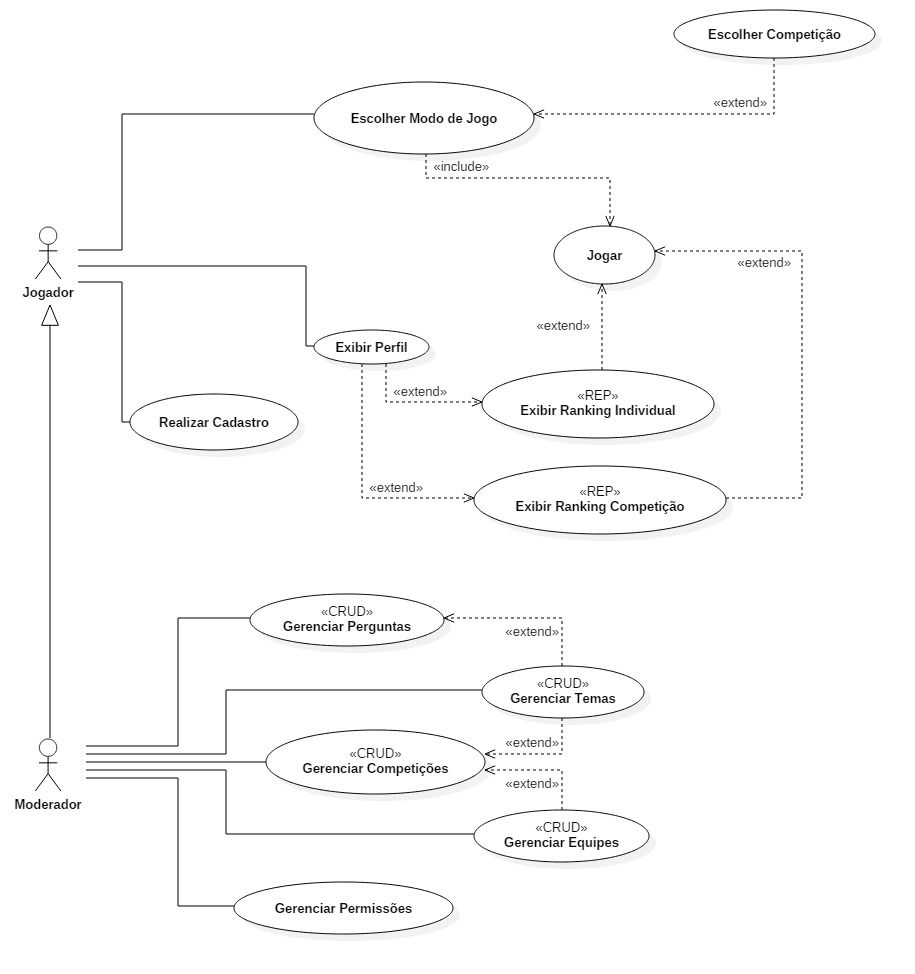 Escolher Competição
«extend»
Escolher Modo de Jogo
«include»
Jogar
«extend»
Jogador
«extend»
Exibir Perfil
«extend»
«REP»
Exibir Ranking Individual
Realizar Cadastro
«extend»
«REP»
Exibir Ranking Competição
«CRUD»
Gerenciar Perguntas
«extend»
«CRUD»
Gerenciar Temas
«extend»
«CRUD»
Gerenciar Competições
«extend»
Moderador
«CRUD»
Gerenciar Equipes
Gerenciar Permissões